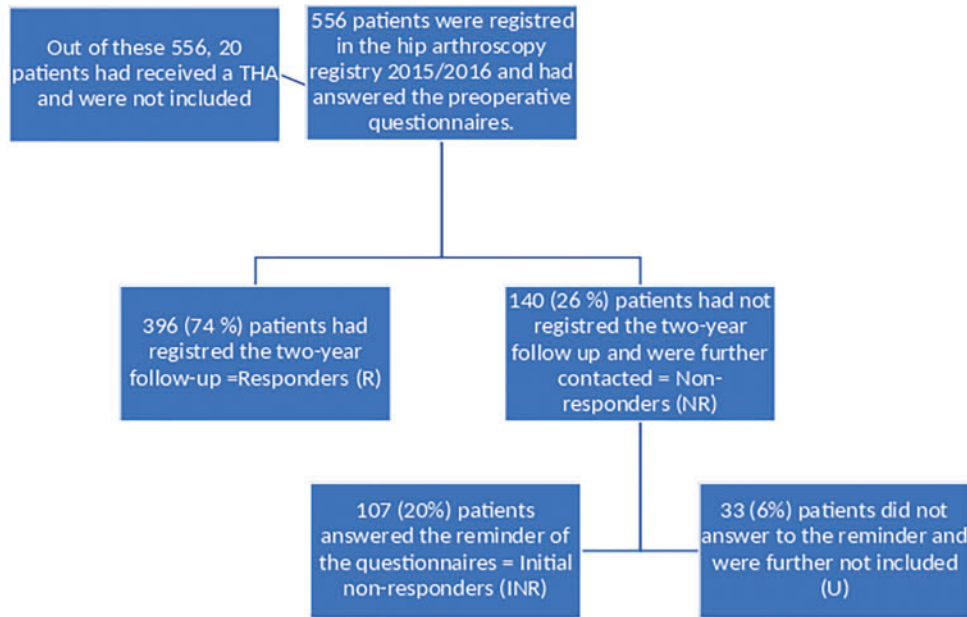 Out of these 556, 20
patients had received a THA
and were not included
556 patients were registred
in the hip arthroscopy
registry 2015/2016 and had
answered the preoperative
questionnaires.
396 (74 %) patients had
registred the two-year
follow-up =Responders (R)
140 (26 %) patients had not
registred the two-year
follow up and were further
contacted = Non-
responders (NR)
107 (20%) patients
answered the reminder of
the questionnaires = Initial
non-responders (INR)
33 (6%) patients did not
answer to the reminder and
were further not included
(U)